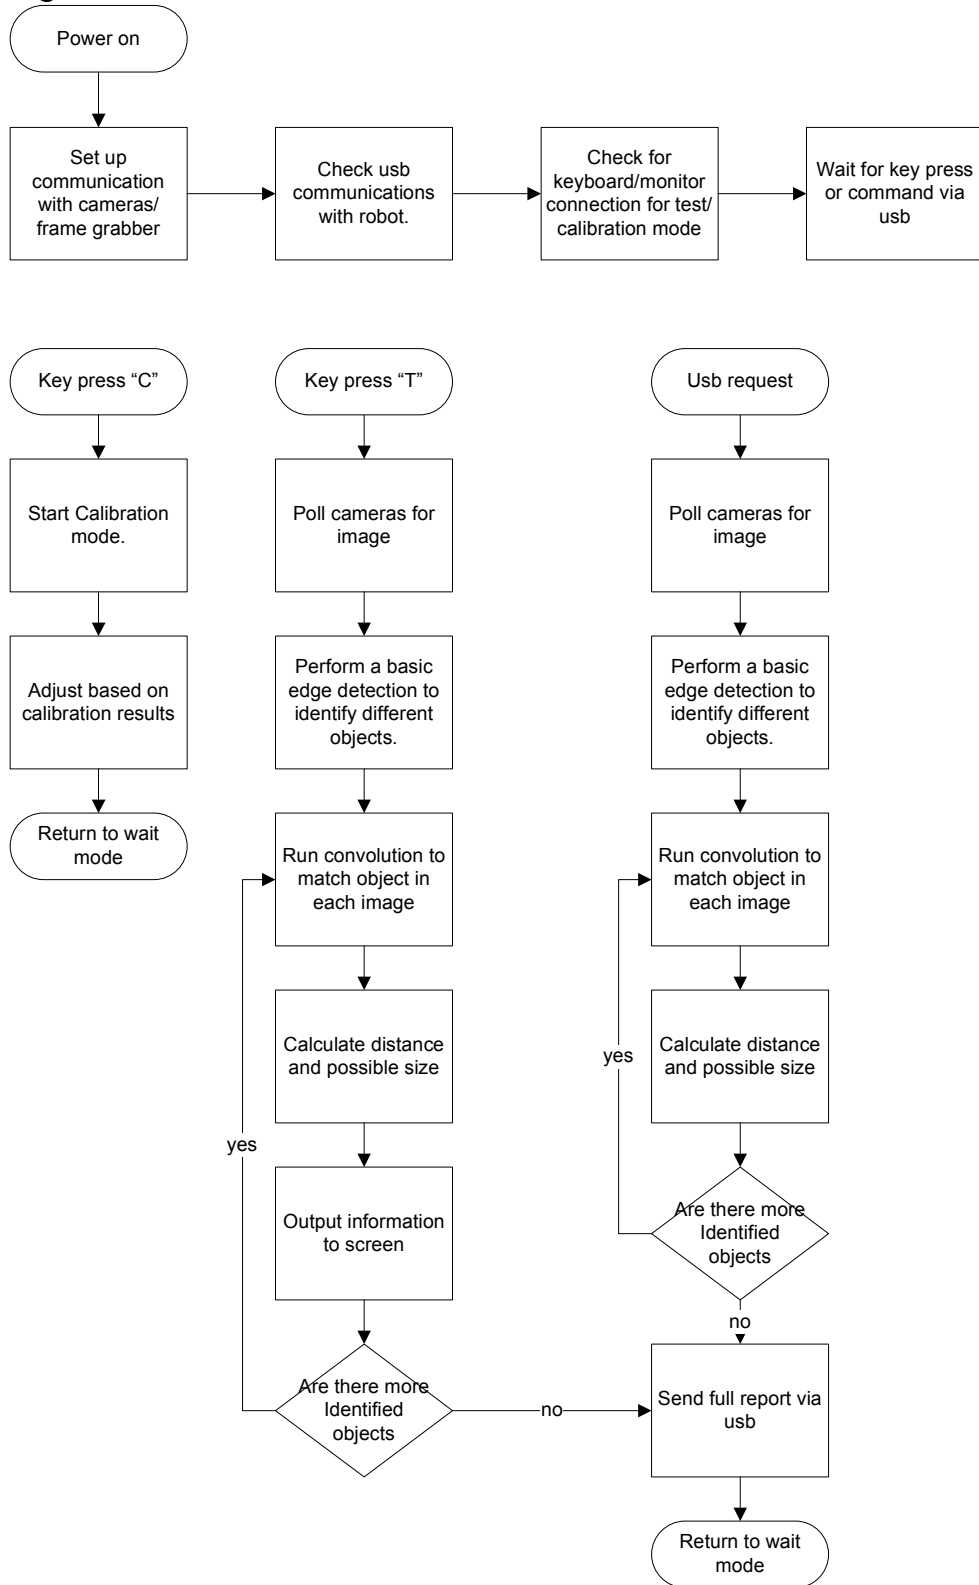 Power on
Set up
communication
with cameras/
frame grabber
Check usb
communications
with robot.
Check for
keyboard/monitor
connection for test/
calibration mode
Wait for key press
or command via
usb
Key press “C”
Start Calibration
mode.
Adjust based on
calibration results
Return to wait
mode
Key press “T”
Poll cameras for
image
Perform a basic
edge detection to
identify different
objects.
Run convolution to
match object in
each image
Calculate distance
and possible size
Output information
to screen
Are there more
Identified
objects
yes
no
Usb request
Poll cameras for
image
Perform a basic
edge detection to
identify different
objects.
Run convolution to
match object in
each image
Calculate distance
and possible size
Are there more
Identified
objects
yes
no
Send full report via
usb
Return to wait
mode